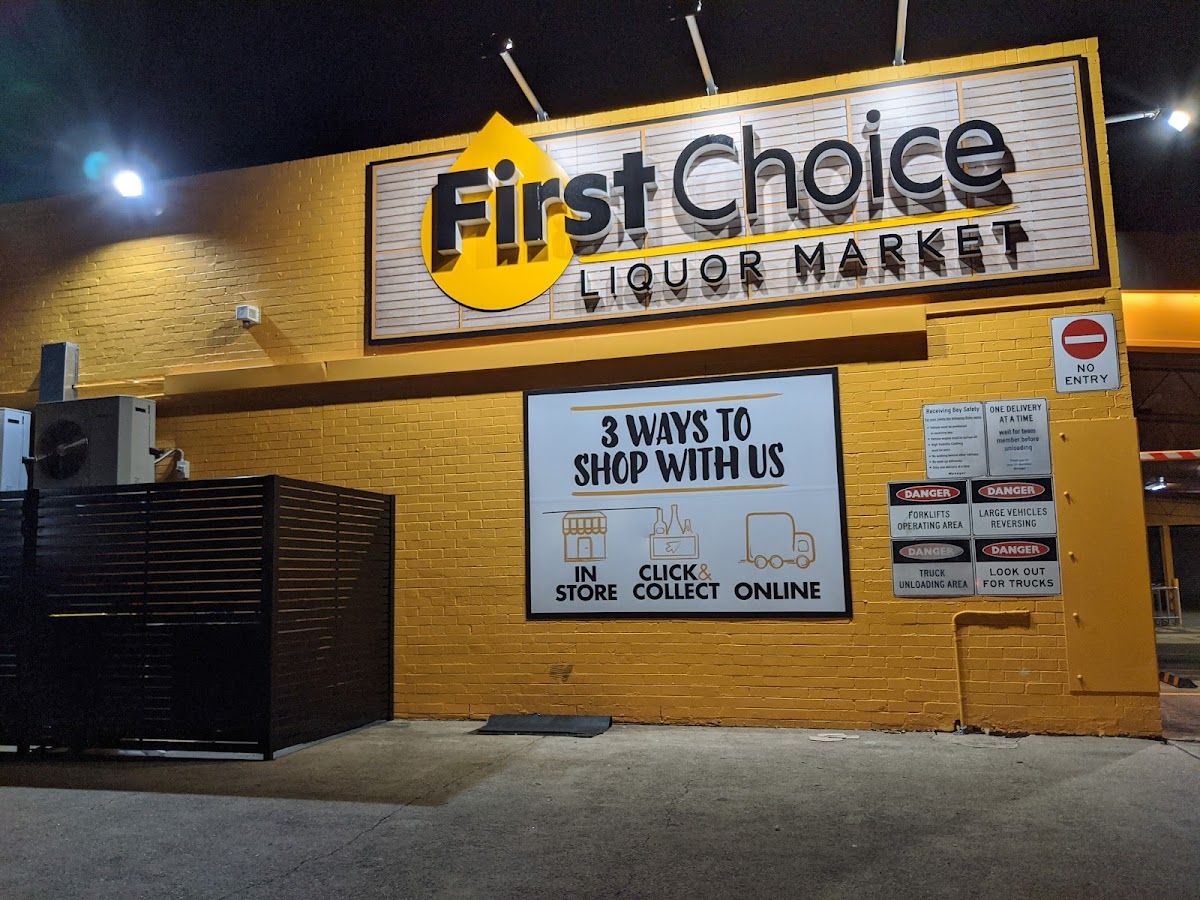 First Choice
LIQUOR MARKET
NO
ENTRY
3 WAYS TO
SHOP WITH US
IN
STORE
CLICK&
COLLECT
ONLINE
Receiving Bay Safety
ONE DELIVERY
AT A TIME
wait for team
member before
unloading
DANGER
FORKLIFTS
OPERATING AREA
DANGER
LARGE VEHICLES
REVERSING
DANGER
TRUCK
UNLOADING AREA
DANGER
LOOK OUT
FOR TRUCKS